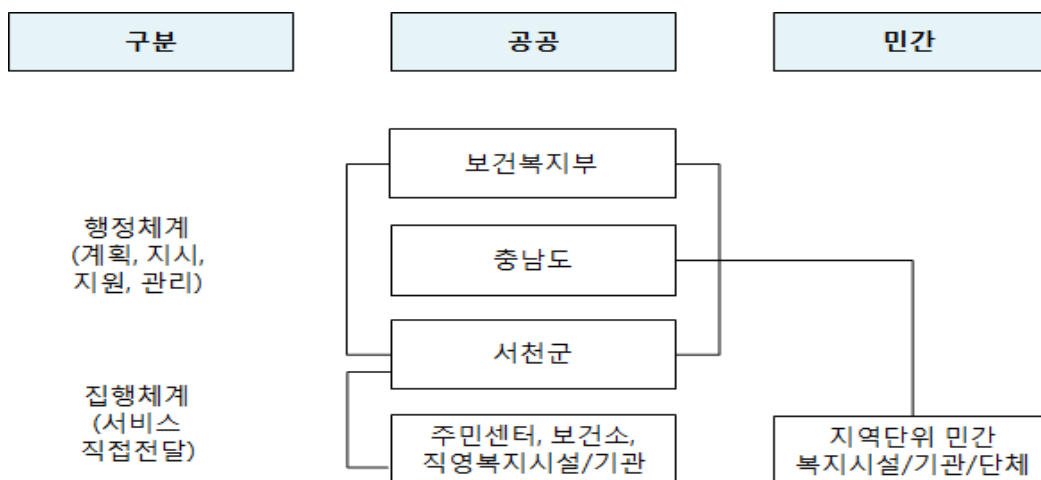 구분
공공
민간
보건복지부
행정체계
(계획, 지시,
지원, 관리)
충남도
서천군
집행체계
(서비스
직접전달)
주민센터, 보건소,
직영복지시설/기관
지역단위 민간
복지시설/기관/단체